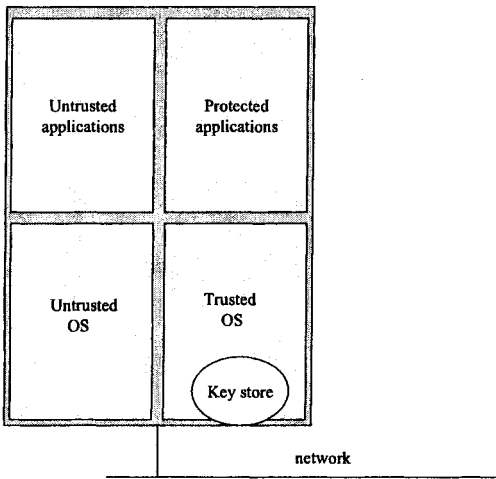 Untrusted
applications
Protected
applications
Untrusted
OS
Trusted
OS
Key store
network